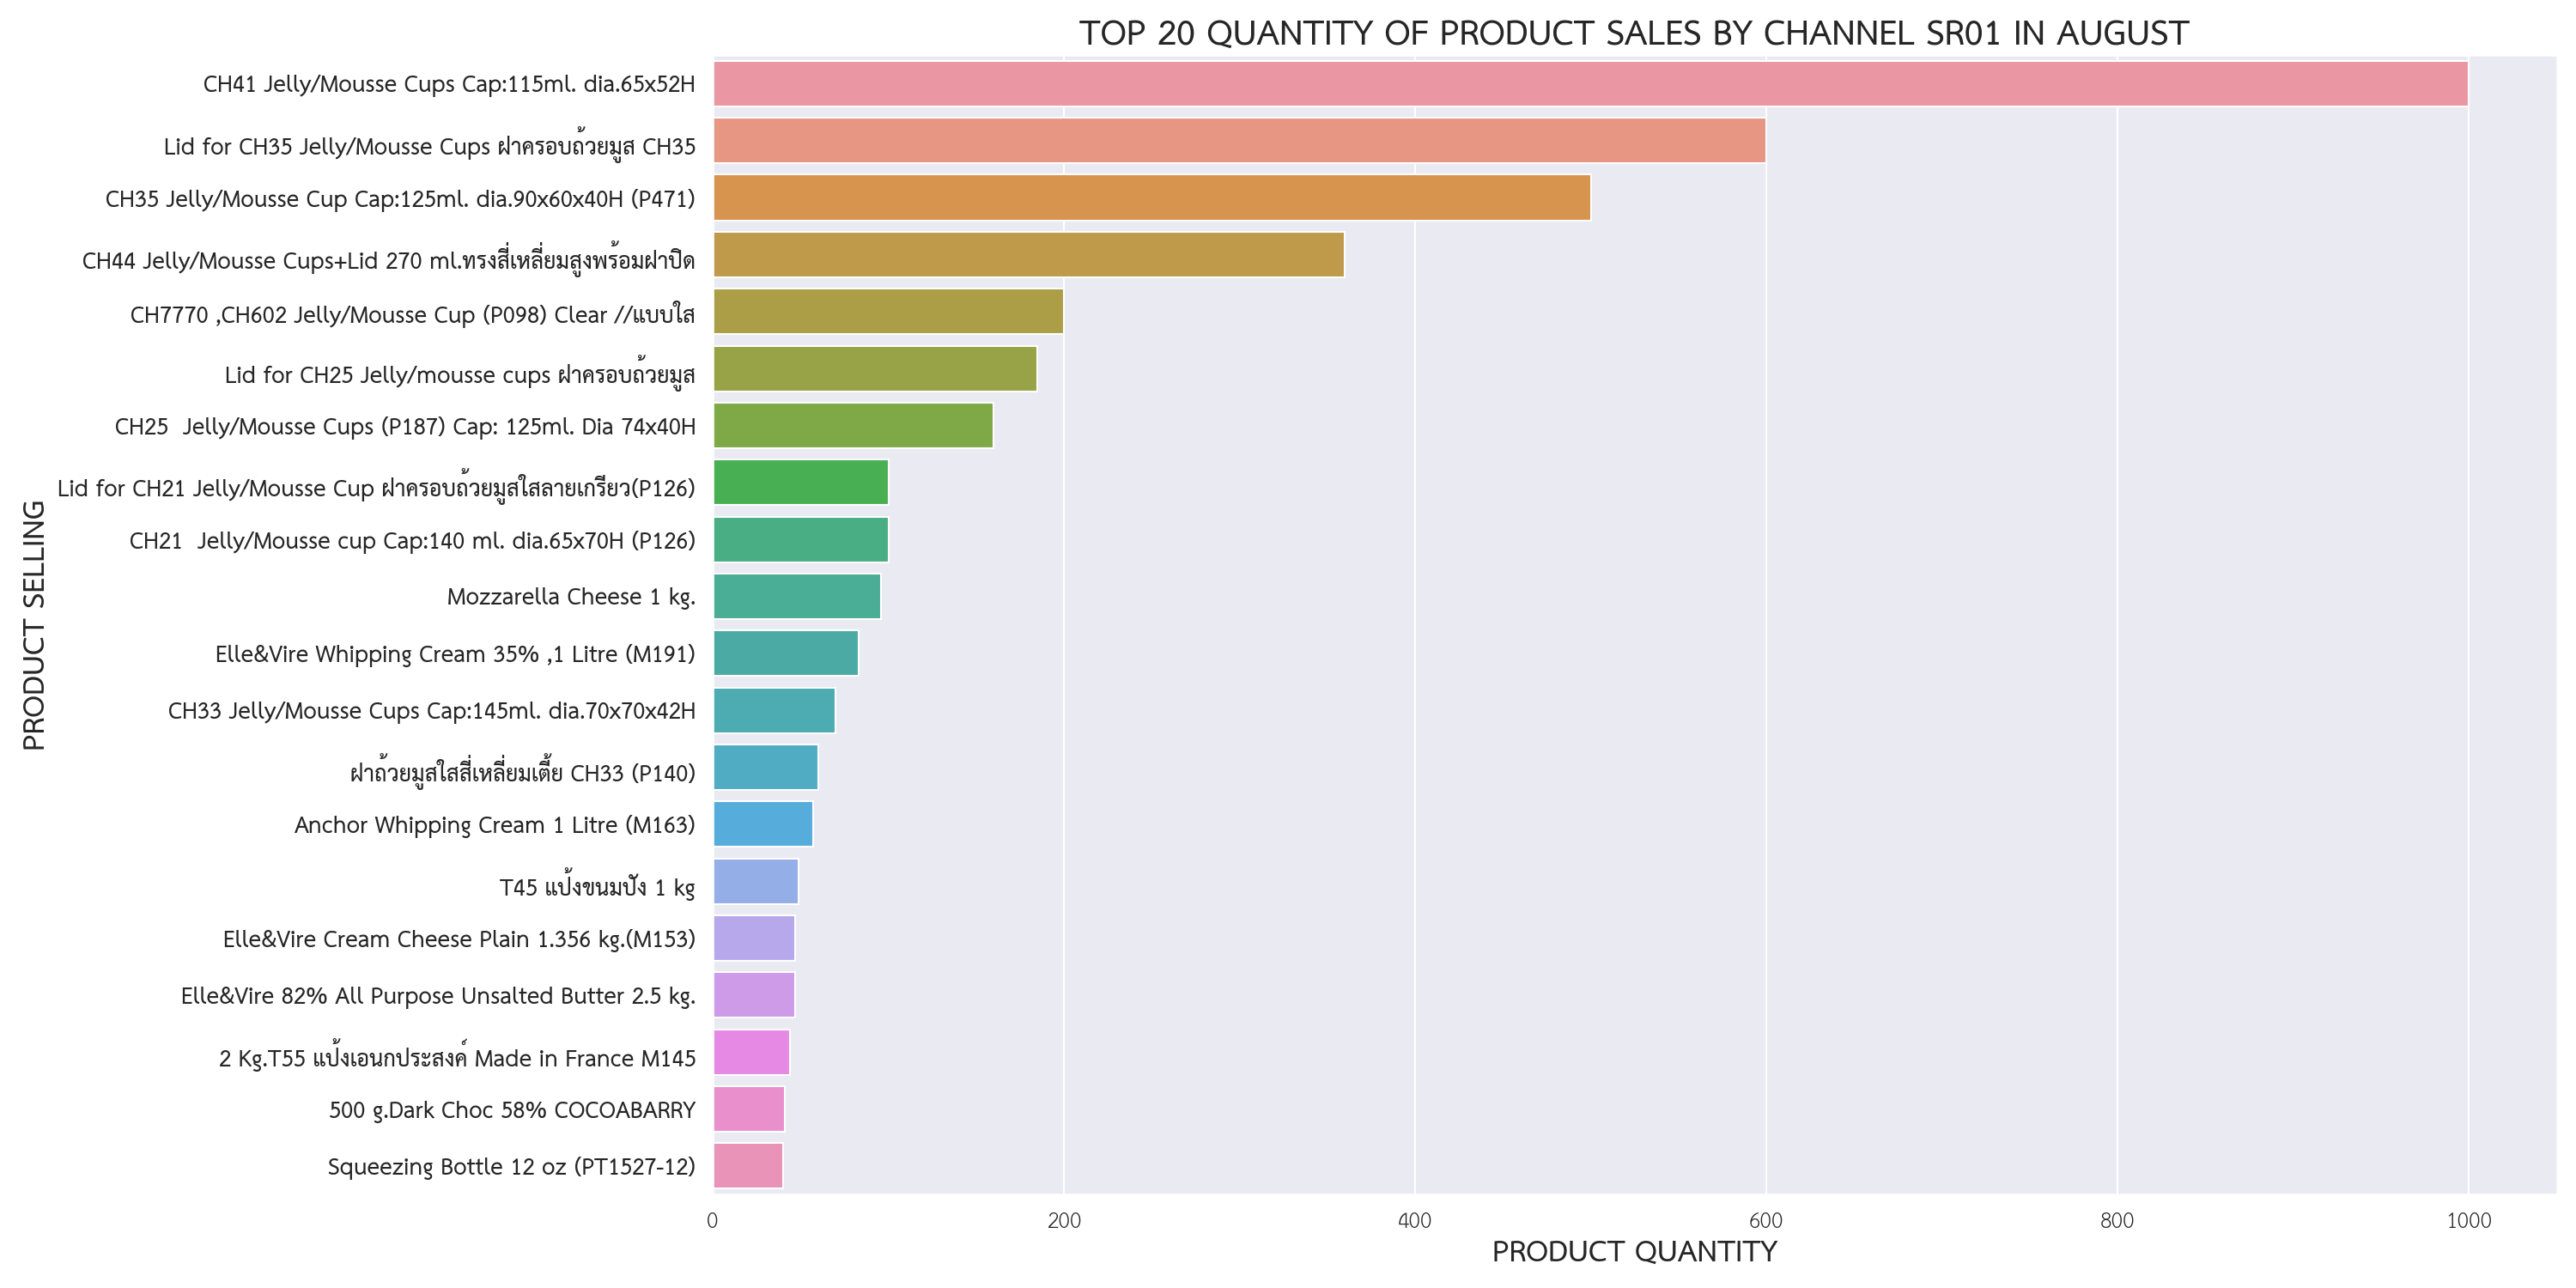 TOP 20 QUANTITY OF PRODUCT SALES BY CHANNEL SR01 IN AUGUST
PRODUCT SELLING
CH41 Jelly/Mousse Cups Cap:115ml. dia.65x52H
Lid for CH35 Jelly/Mousse Cups ฝาครอบถ้วยมูส CH35
CH35 Jelly/Mousse Cup Cap:125ml. dia.90x60x40H (P471)
CH44 Jelly/Mousse Cups+Lid 270 ml.ทรงสี่เหลี่ยมสูงพร้อมฝาปิด
CH7770 ,CH602 Jelly/Mousse Cup (P098) Clear //แบบใส
Lid for CH25 Jelly/mousse cups ฝาครอบถ้วยมูส
CH25  Jelly/Mousse Cups (P187) Cap: 125ml. Dia 74x40H
Lid for CH21 Jelly/Mousse Cup ฝาครอบถ้วยมูสใสลายเกรียว(P126)
CH21  Jelly/Mousse cup Cap:140 ml. dia.65x70H (P126)
Mozzarella Cheese 1 kg.
Elle&Vire Whipping Cream 35% ,1 Litre (M191)
CH33 Jelly/Mousse Cups Cap:145ml. dia.70x70x42H
ฝาถ้วยมูสใสสี่เหลี่ยมเตี้ย CH33 (P140)
Anchor Whipping Cream 1 Litre (M163)
T45 แป้งขนมปัง 1 kg
Elle&Vire Cream Cheese Plain 1.356 kg.(M153)
Elle&Vire 82% All Purpose Unsalted Butter 2.5 kg.
2 Kg.T55 แป้งเอนกประสงค์ Made in France M145
500 g.Dark Choc 58% COCOABARRY
Squeezing Bottle 12 oz (PT1527-12)
0 200 400 600 800 1000
PRODUCT QUANTITY